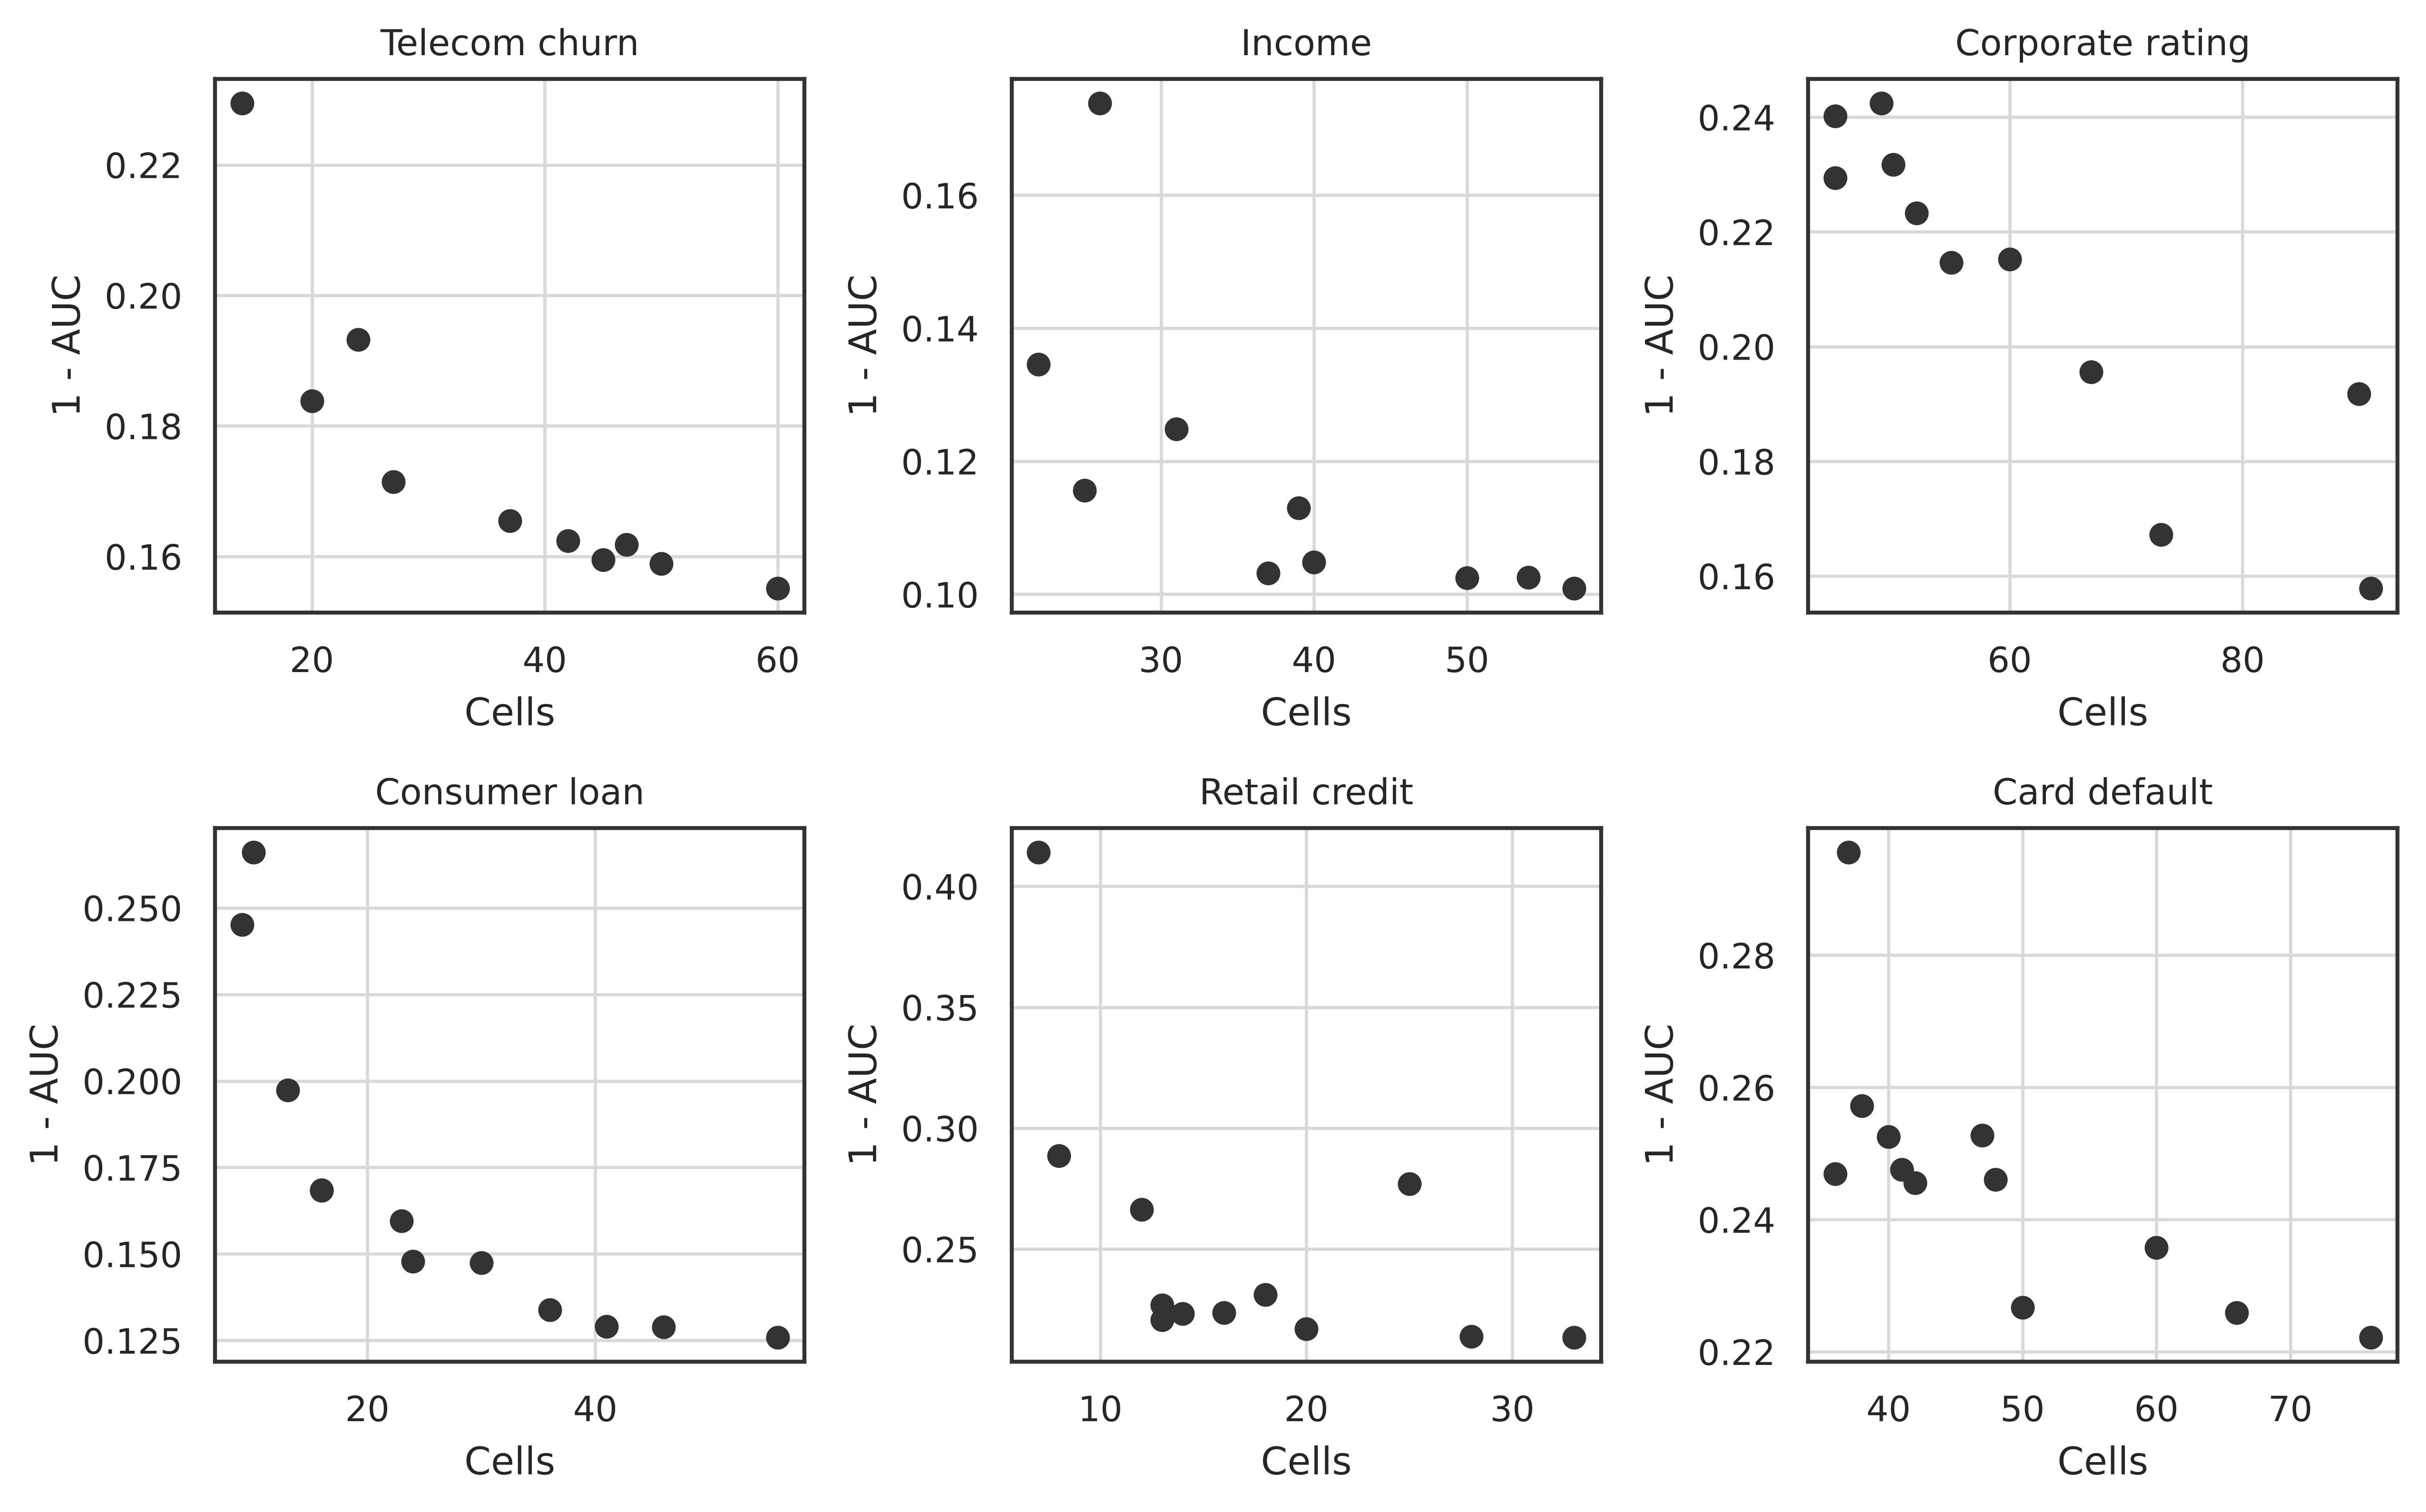 Telecom churn
1 - AUC
0.22
0.20
0.18
0.16
20 40 60
Cells
Income
1 - AUC
0.16
0.14
0.12
0.10
30 40 50
Cells
Corporate rating
1 - AUC
0.24
0.22
0.20
0.18
0.16
60 80
Cells
Consumer loan
1 - AUC
0.250
0.225
0.200
0.175
0.150
0.125
20 40
Cells
Retail credit
1 - AUC
0.40
0.35
0.30
0.25
10 20 30
Cells
Card default
1 - AUC
0.28
0.26
0.24
0.22
40 50 60 70
Cells